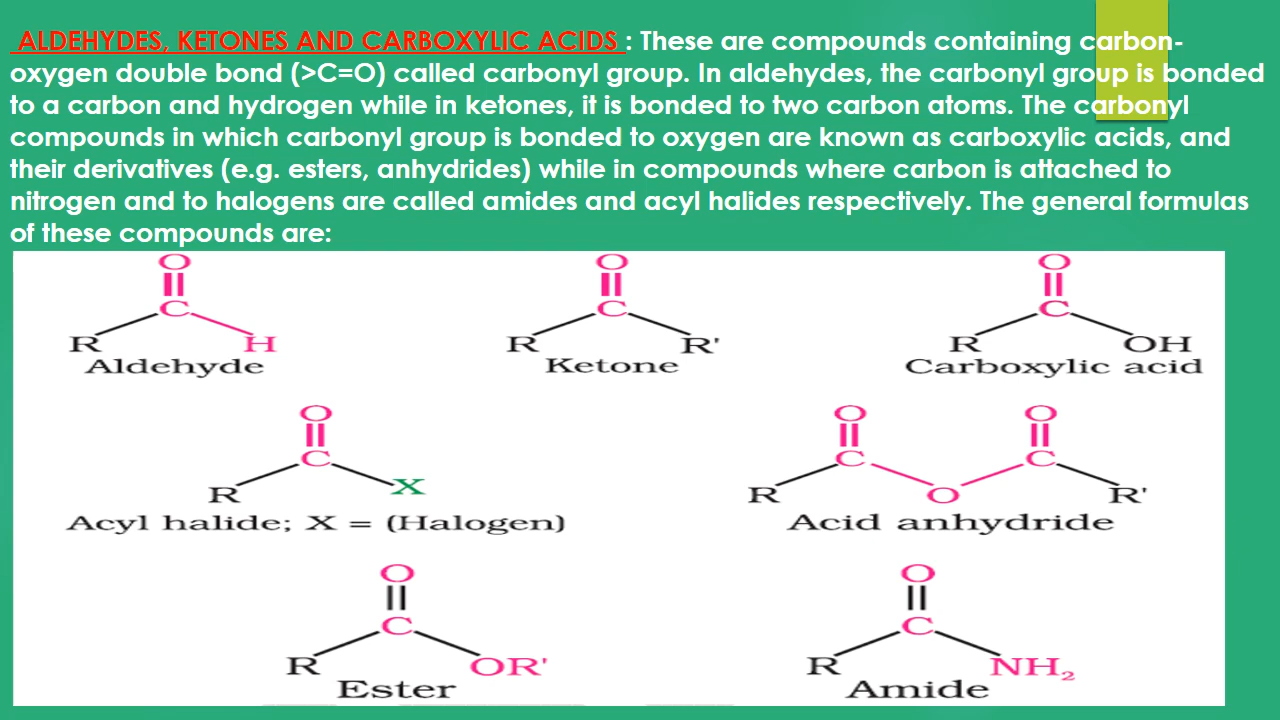 ALDEHYDES, KETONES AND CARBOXYLIC ACIDS : These are compounds containing carbon-
oxygen double bond (>C=O) called carbonyl group. In aldehydes, the carbonyl group is bonded
to a carbon and hydrogen while in ketones, it is bonded to two carbon atoms. The carbonyl
compounds in which carbonyl group is bonded to oxygen are known as carboxylic acids, and
their derivatives (e.g. esters, anhydrides) while in compounds where carbon is attached to
nitrogen and to halogens are called amides and acyl halides respectively. The general formulas
of these compounds are:
O O O
C C C
R H R R' R OH
Aldehyde Ketone Carboxylic acid
O O O
C C C
R X R O R'
Acyl halide; X = (Halogen) Acid anhydride
O O
C C
R OR' R NH₂
Ester Amide